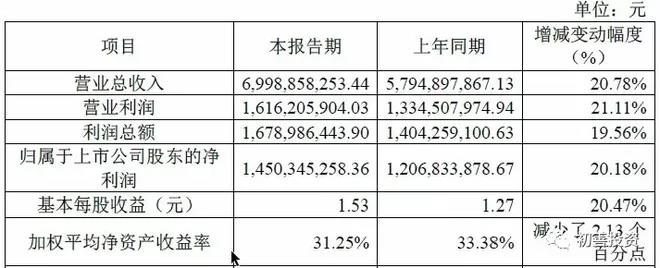 单位：元
项目 本报告期 上年同期 增减变动幅度（%）
营业总收入 6,998,858,253.44 5,794,897,867.13 20.78%
营业利润 1,616,205,904.03 1,334,507,974.94 21.11%
利润总额 1,678,986,443.90 1,404,259,100.63 19.56%
归属于上市公司股东的净利润 1,450,345,258.36 1,206,833,878.67 20.18%
基本每股收益（元） 1.53 1.27 20.47%
加权平均净资产收益率 31.25% 33.38% 减少了 2.13 个百分点
初善投资